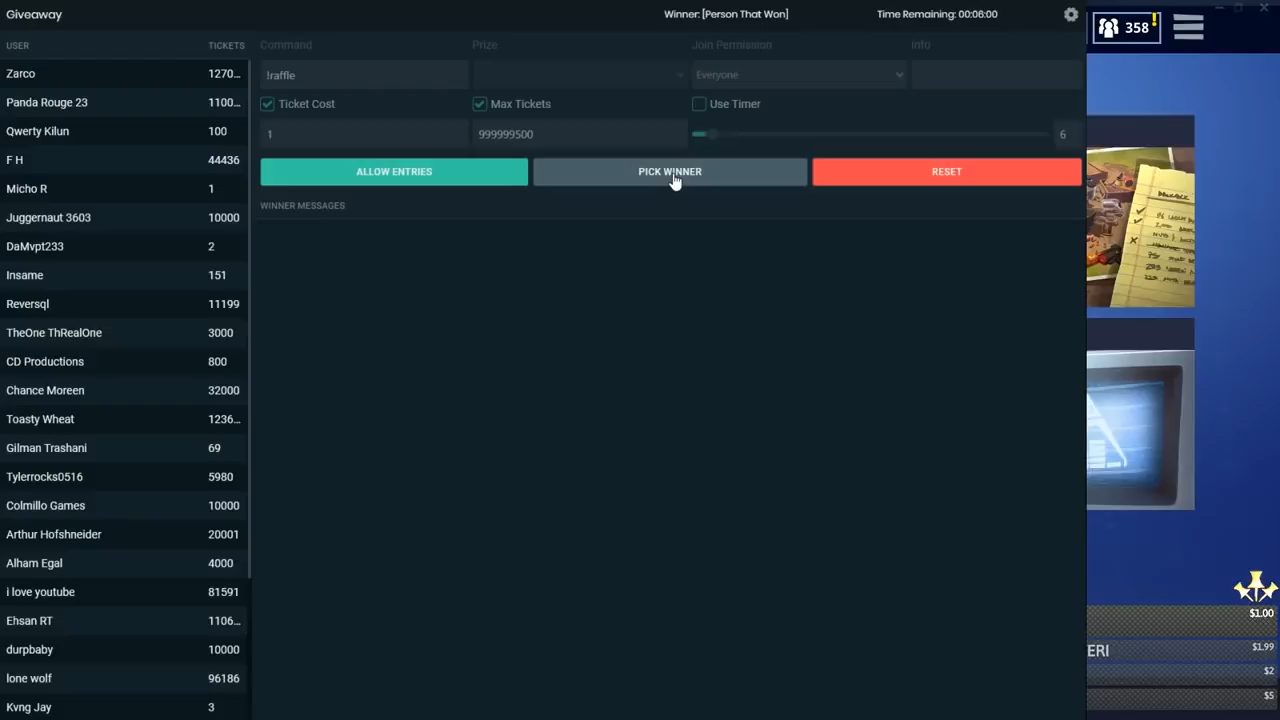 Giveaway
Winner: [Person That Won]
Time Remaining: 00:06:00
358
USER TICKETS
Zarco 1270...
Panda Rouge 23 1100...
Qwerty Kilun 100
F H 44436
Micho R 1
Juggernaut 3603 10000
DaMvpt233 2
Insame 151
Reversql 11199
TheOne ThRealOne 3000
CD Productions 800
Chance Moreen 32000
Toasty Wheat 1236...
Gilman Trashani 69
Tylerrocks0516 5980
Colmillo Games 10000
Arthur Hofshneider 20001
Alham Egal 4000
i love youtube 81591
Ehsan RT 1106...
durpbaby 10000
lone wolf 96186
Kvng Jay 3
Command Prize Join Permission Info
!raffle Everyone
Ticket Cost Max Tickets Use Timer
1 999999500 6
ALLOW ENTRIES PICK WINNER RESET
WINNER MESSAGES
$1.00
ERI $1.99
$2
$5